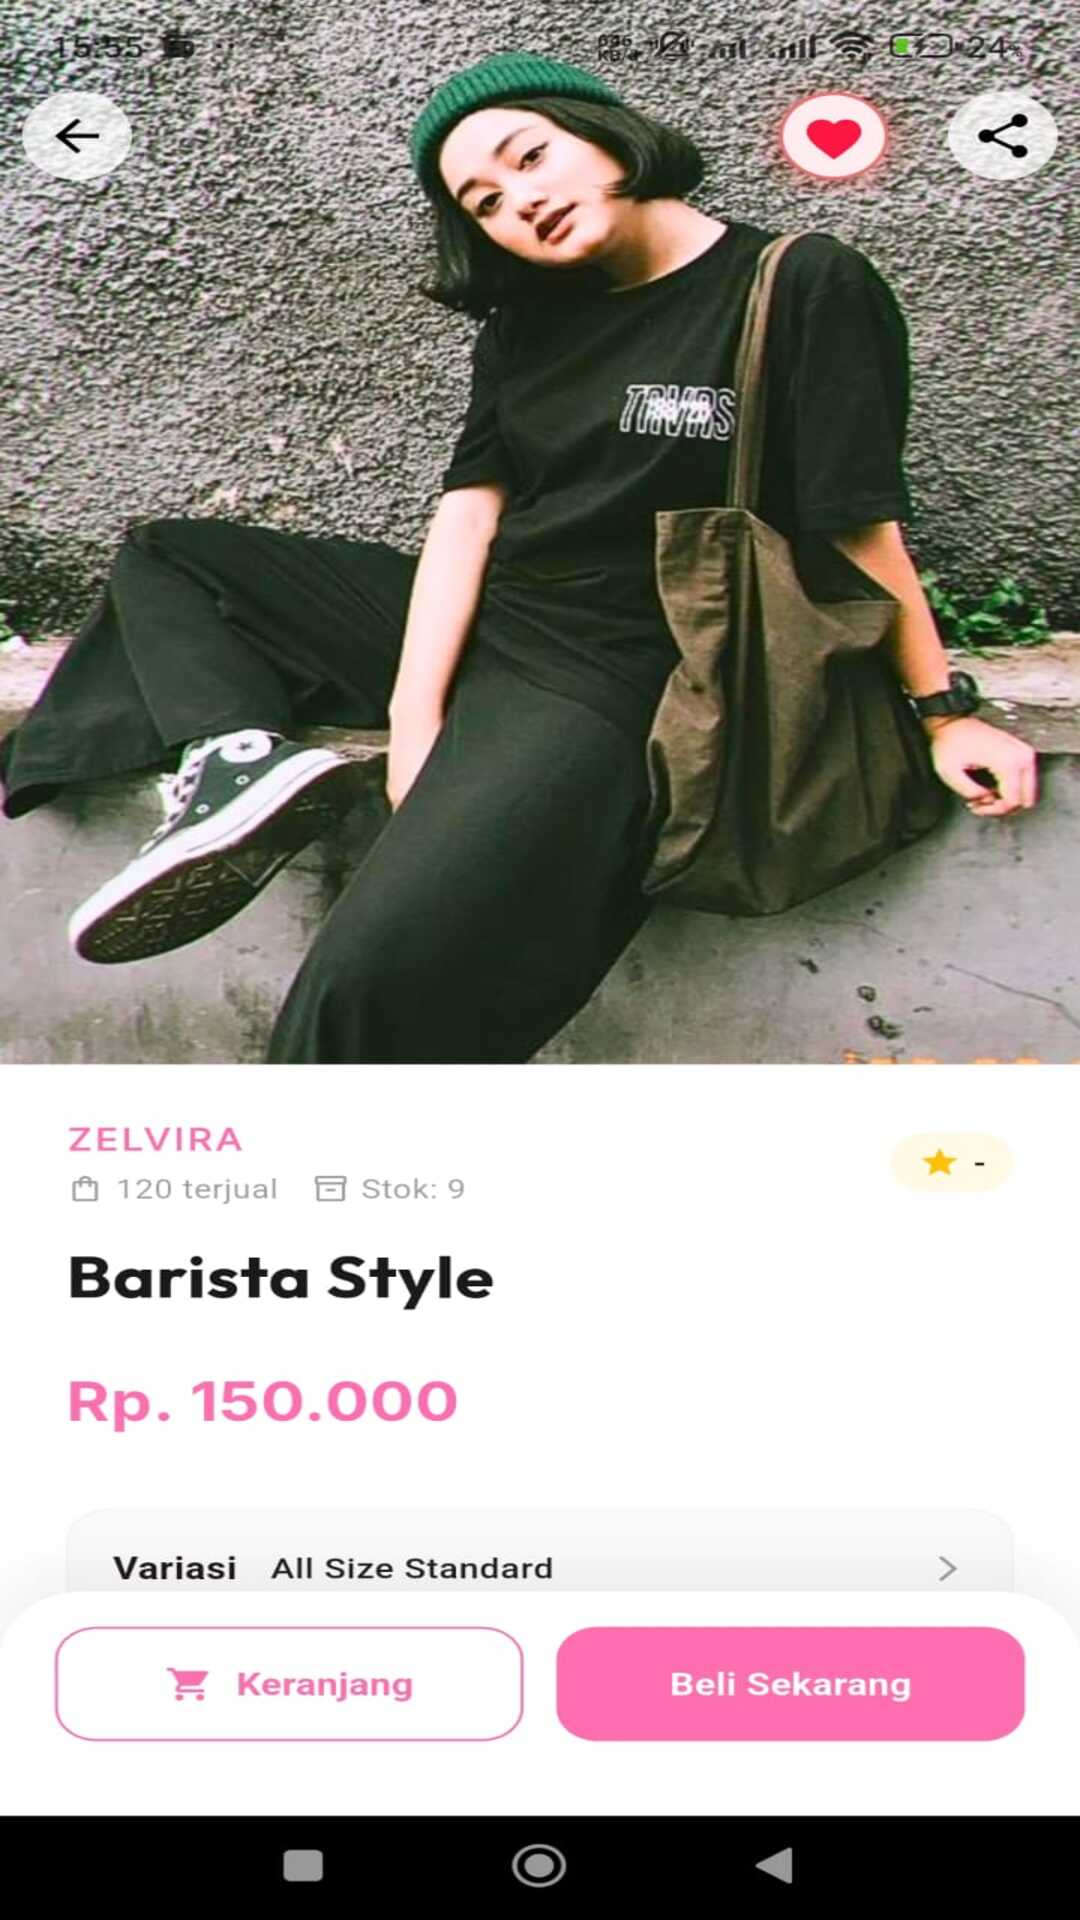 15:55
24%
TRVRS
ZELVIRA
120 terjual
Stok: 9
-
Barista Style
Rp. 150.000
Variasi All Size Standard
Keranjang
Beli Sekarang